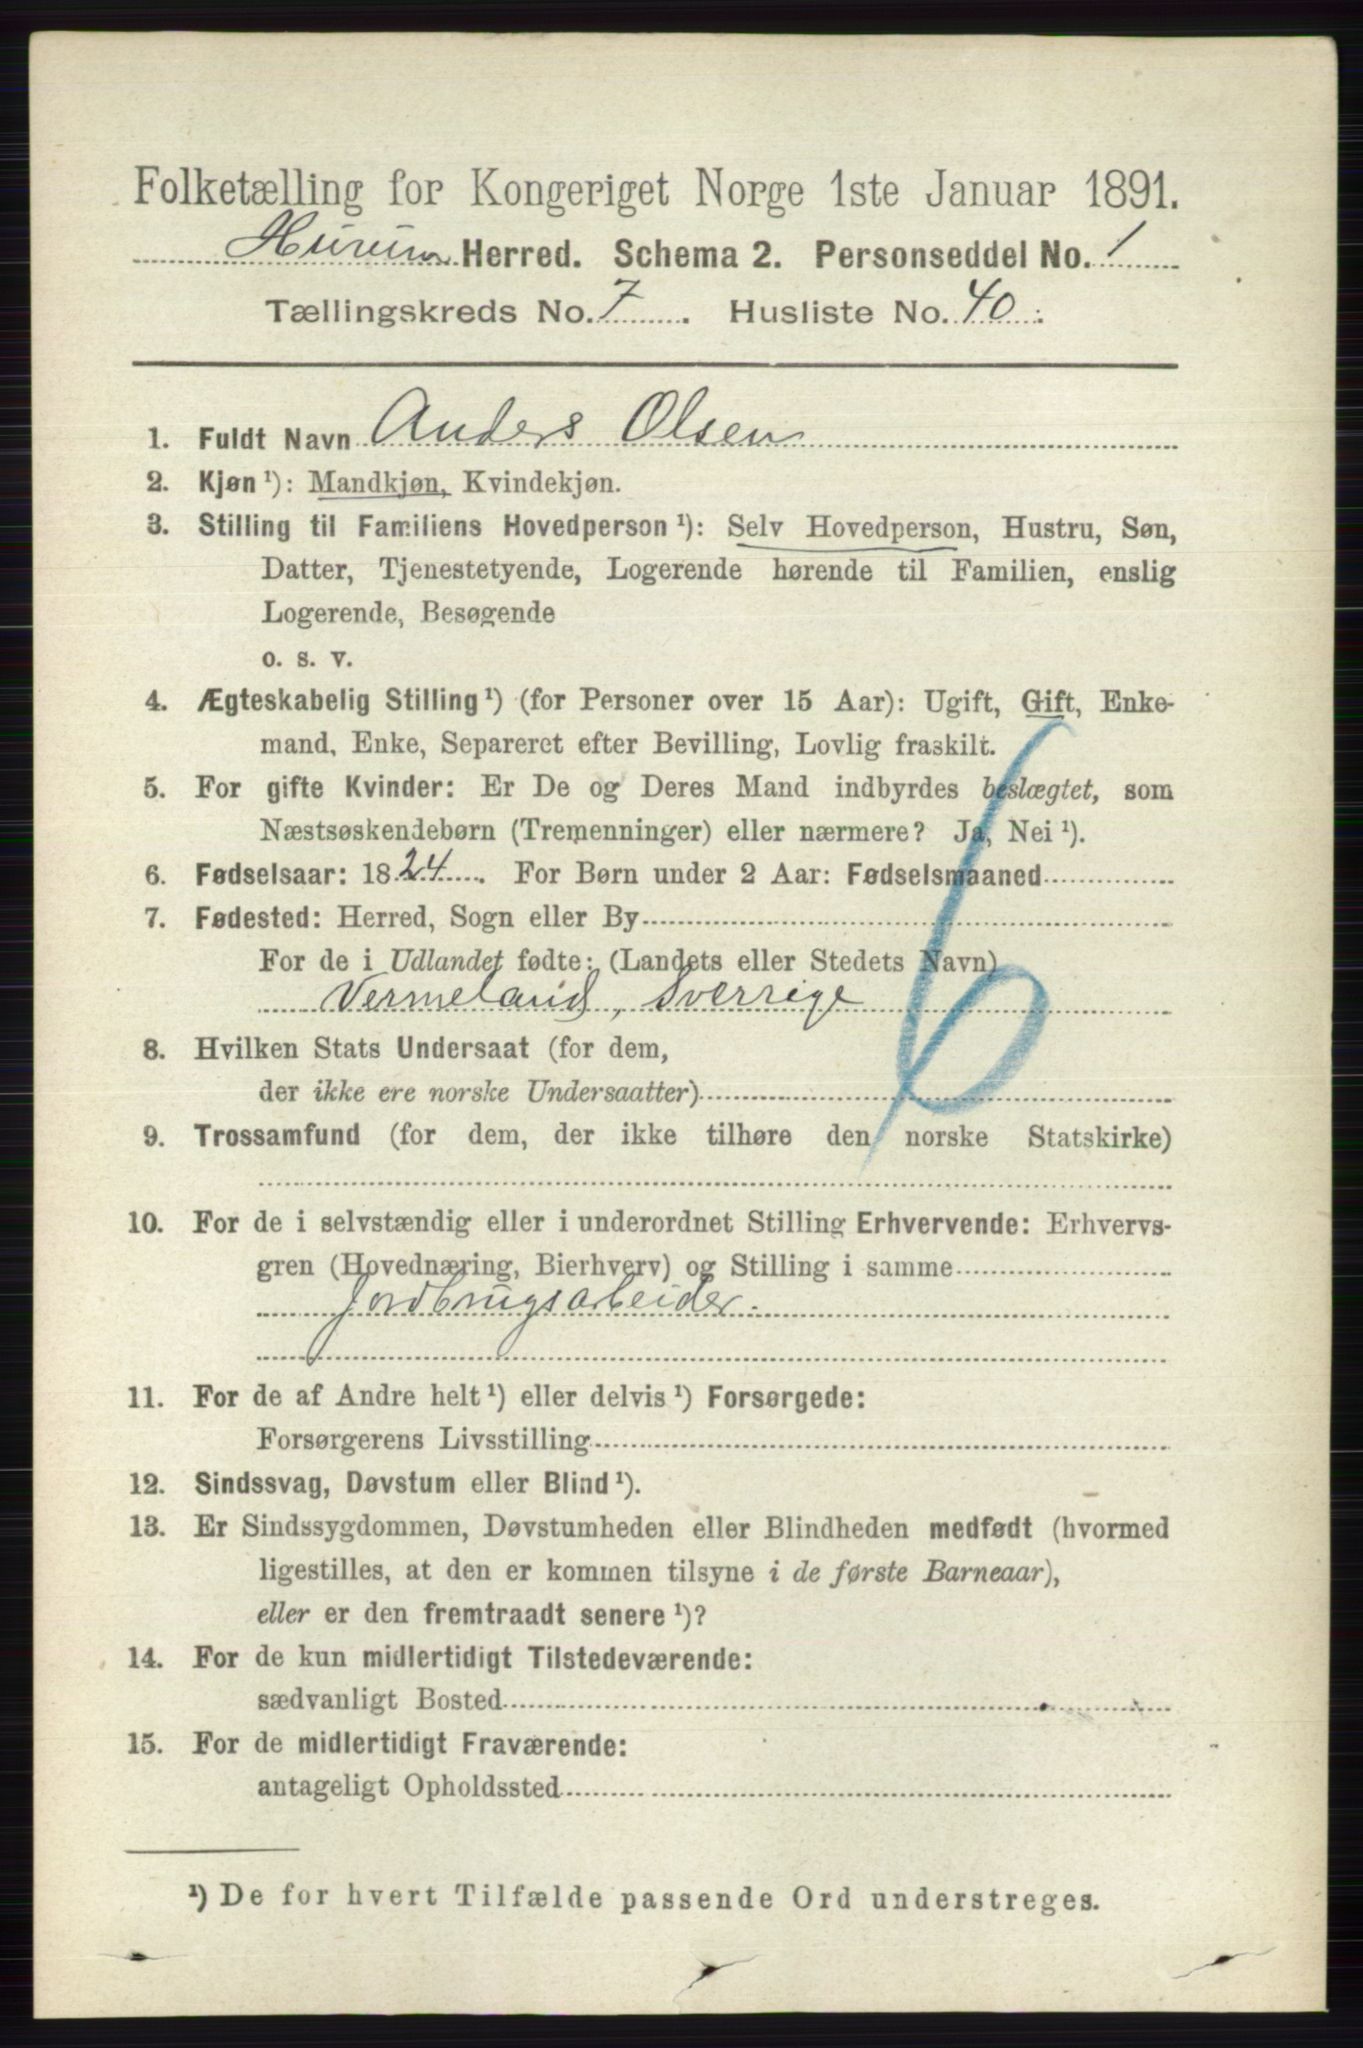 Folketælling for Kongeriget Norge 1ste Januar 1891.
Hurum Herred. Schema 2. Personseddel No. 1
Tællingskreds No. 7. Husliste No. 40.
1. Fuldt Navn Anders Olsen
2. Kjøn ¹): Mandkjøn, Kvindekjøn.
3. Stilling til Familiens Hovedperson ¹): Selv Hovedperson, Hustru, Søn,
Datter, Tjenestetyende, Logerende hørende til Familien, enslig
Logerende, Besøgende
o. s. v.
4. Ægteskabelig Stilling ¹) (for Personer over 15 Aar): Ugift, Gift, Enke-
mand, Enke, Separeret efter Bevilling, Lovlig fraskilt.
5. For gifte Kvinder: Er De og Deres Mand indbyrdes beslægtet, som
Næstsøskendebørn (Tremenninger) eller nærmere? Ja, Nei ¹).
6. Fødselsaar: 1824. For Børn under 2 Aar: Fødselsmaaned
7. Fødested: Herred, Sogn eller By
For de i Udlandet fødte: (Landets eller Stedets Navn)
Vermeland, Sverrige
8. Hvilken Stats Undersaat (for dem,
der ikke ere norske Undersaatter)
9. Trossamfund (for dem, der ikke tilhøre den norske Statskirke)
10. For de i selvstændig eller i underordnet Stilling Erhvervende: Erhvervs-
gren (Hovednæring, Bierhverv) og Stilling i samme
Jordbrugsarbeider.
11. For de af Andre helt ¹) eller delvis ¹) Forsørgede:
Forsørgerens Livsstilling
12. Sindssvag, Døvstum eller Blind ¹).
13. Er Sindssygdommen, Døvstumheden eller Blindheden medfødt (hvormed
ligestilles, at den er kommen tilsyne i de første Barneaar),
eller er den fremtraadt senere ¹)?
14. For de kun midlertidigt Tilstedeværende:
sædvanligt Bosted
15. For de midlertidigt Fraværende:
antageligt Opholdssted
¹) De for hvert Tilfælde passende Ord understreges.